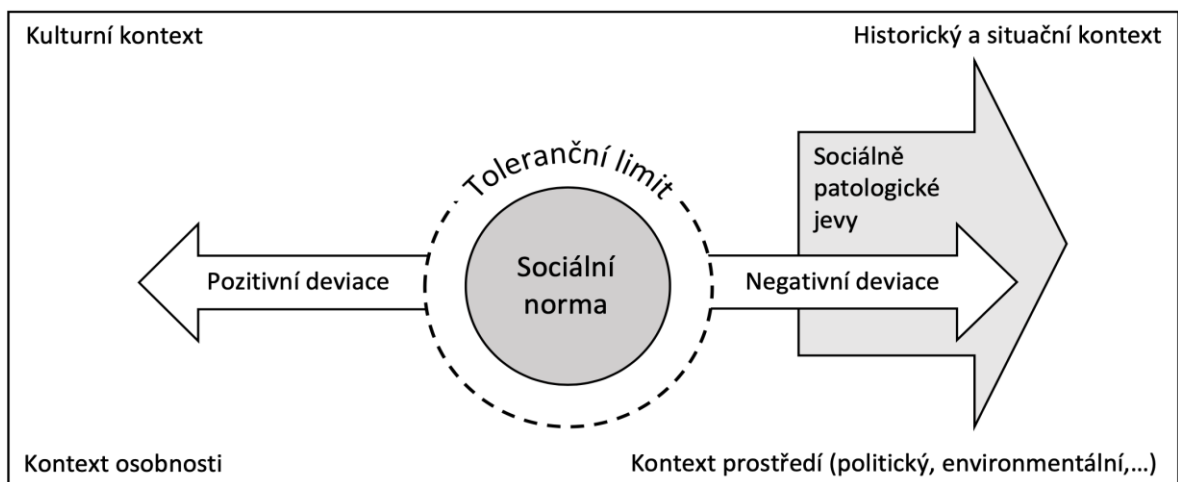 Kulturní kontext
Historický a situační kontext
Toleranční limit
Sociálně
patologické
jevy
Pozitivní deviace
Sociální
norma
Negativní deviace
Kontext osobnosti
Kontext prostředí (politický, environmentální,...)